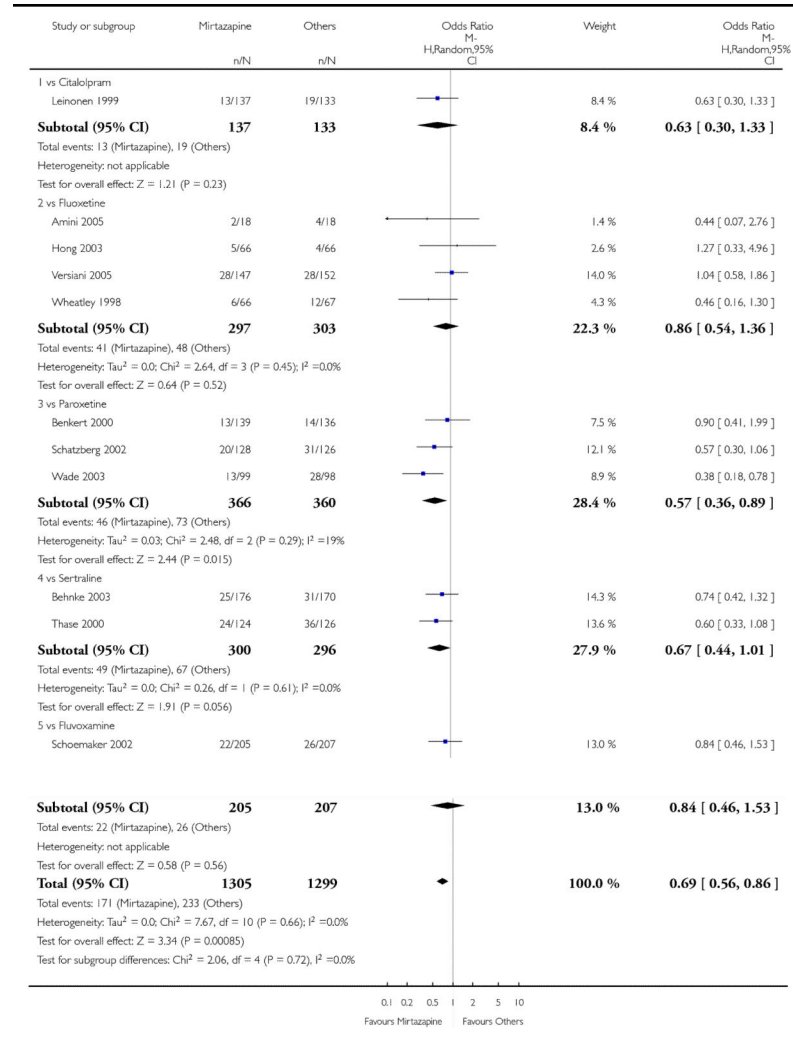 Study or subgroup Mirtazapine Others Odds Ratio Weight Odds Ratio
M- M-
H,Random,95% H,Random,95%
n/N n/N CI CI
1 vs Citalolpram
Leinonen 1999 13/137 19/133 8.4 % 0.63 [ 0.30, 1.33 ]
Subtotal (95% CI) 137 133 8.4 % 0.63 [ 0.30, 1.33 ]
Total events: 13 (Mirtazapine), 19 (Others)
Heterogeneity: not applicable
Test for overall effect: Z = 1.21 (P = 0.23)
2 vs Fluoxetine
Amini 2005 2/18 4/18 1.4 % 0.44 [ 0.07, 2.76 ]
Hong 2003 5/66 4/66 2.6 % 1.27 [ 0.33, 4.96 ]
Versiani 2005 28/147 28/152 14.0 % 1.04 [ 0.58, 1.86 ]
Wheatley 1998 6/66 12/67 4.3 % 0.46 [ 0.16, 1.30 ]
Subtotal (95% CI) 297 303 22.3 % 0.86 [ 0.54, 1.36 ]
Total events: 41 (Mirtazapine), 48 (Others)
Heterogeneity: Tau² = 0.0; Chi² = 2.64, df = 3 (P = 0.45); I² =0.0%
Test for overall effect: Z = 0.64 (P = 0.52)
3 vs Paroxetine
Benkert 2000 13/139 14/136 7.5 % 0.90 [ 0.41, 1.99 ]
Schatzberg 2002 20/128 31/126 12.1 % 0.57 [ 0.30, 1.06 ]
Wade 2003 13/99 28/98 8.9 % 0.38 [ 0.18, 0.78 ]
Subtotal (95% CI) 366 360 28.4 % 0.57 [ 0.36, 0.89 ]
Total events: 46 (Mirtazapine), 73 (Others)
Heterogeneity: Tau² = 0.03; Chi² = 2.48, df = 2 (P = 0.29); I² =19%
Test for overall effect: Z = 2.44 (P = 0.015)
4 vs Sertraline
Behnke 2003 25/176 31/170 14.3 % 0.74 [ 0.42, 1.32 ]
Thase 2000 24/124 36/126 13.6 % 0.60 [ 0.33, 1.08 ]
Subtotal (95% CI) 300 296 27.9 % 0.67 [ 0.44, 1.01 ]
Total events: 49 (Mirtazapine), 67 (Others)
Heterogeneity: Tau² = 0.0; Chi² = 0.26, df = 1 (P = 0.61); I² =0.0%
Test for overall effect: Z = 1.91 (P = 0.056)
5 vs Fluvoxamine
Schoemaker 2002 22/205 26/207 13.0 % 0.84 [ 0.46, 1.53 ]
Subtotal (95% CI) 205 207 13.0 % 0.84 [ 0.46, 1.53 ]
Total events: 22 (Mirtazapine), 26 (Others)
Heterogeneity: not applicable
Test for overall effect: Z = 0.58 (P = 0.56)
Total (95% CI) 1305 1299 100.0 % 0.69 [ 0.56, 0.86 ]
Total events: 171 (Mirtazapine), 233 (Others)
Heterogeneity: Tau² = 0.0; Chi² = 7.67, df = 10 (P = 0.66); I² =0.0%
Test for overall effect: Z = 3.34 (P = 0.00085)
Test for subgroup differences: Chi² = 2.06, df = 4 (P = 0.72), I² =0.0%
0.1 0.2 0.5 1 2 5 10
Favours Mirtazapine Favours Others